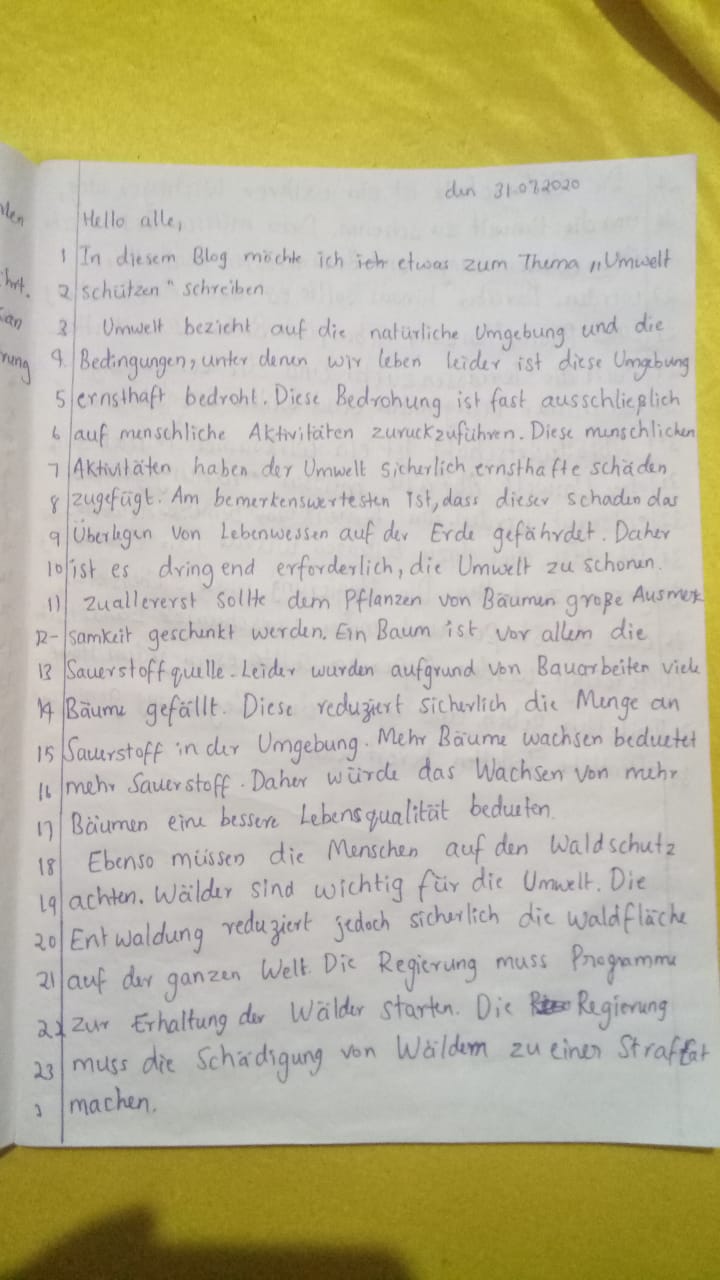 den 31.07.2020
Hello alle,
1 In diesem Blog möchte ich ich etwas zum Thema „Umwelt
2 schützen" schreiben
3 Umwelt bezieht auf die natürliche Umgebung und die
4 Bedingungen, unter denen wir leben leider ist diese Umgebung
5 ernsthaft bedroht. Diese Bedrohung ist fast ausschließlich
6 auf menschliche Aktivitäten zuruckzuführen. Diese menschlichen
7 Aktivitäten haben der Umwelt sicherlich ernsthafte schäden
8 zugefügt. Am bemerkenswertesten ist, dass dieser schaden das
9 Überlegen von Lebenwessen auf der Erde gefährdet. Daher
10 ist es dringend erforderlich, die Umwelt zu schonen.
11 Zuallererst sollte dem Pflanzen von Bäumen große Ausmerk
12- samkeit geschenkt werden. Ein Baum ist vor allem die
13 Sauerstoffquelle. Leider wurden aufgrund von Bauarbeiten viele
14 Bäume gefällt. Diese reduziert sicherlich die Menge an
15 Sauerstoff in der Umgebung. Mehr Bäume wachsen beduetet
16 mehr Sauerstoff. Daher würde das Wachsen von mehr
17 Bäumen eine bessere Lebensqualität bedueten.
18 Ebenso müssen die Menschen auf den Waldschutz
19 achten. Wälder sind wichtig für die Umwelt. Die
20 Entwaldung reduziert jedoch sicherlich die Waldfläche
21 auf der ganzen Welt. Die Regierung muss Programme
22 zur Erhaltung der Wälder starten. Die Regierung
23 muss die Schädigung von Wäldern zu einer Straftat
machen.